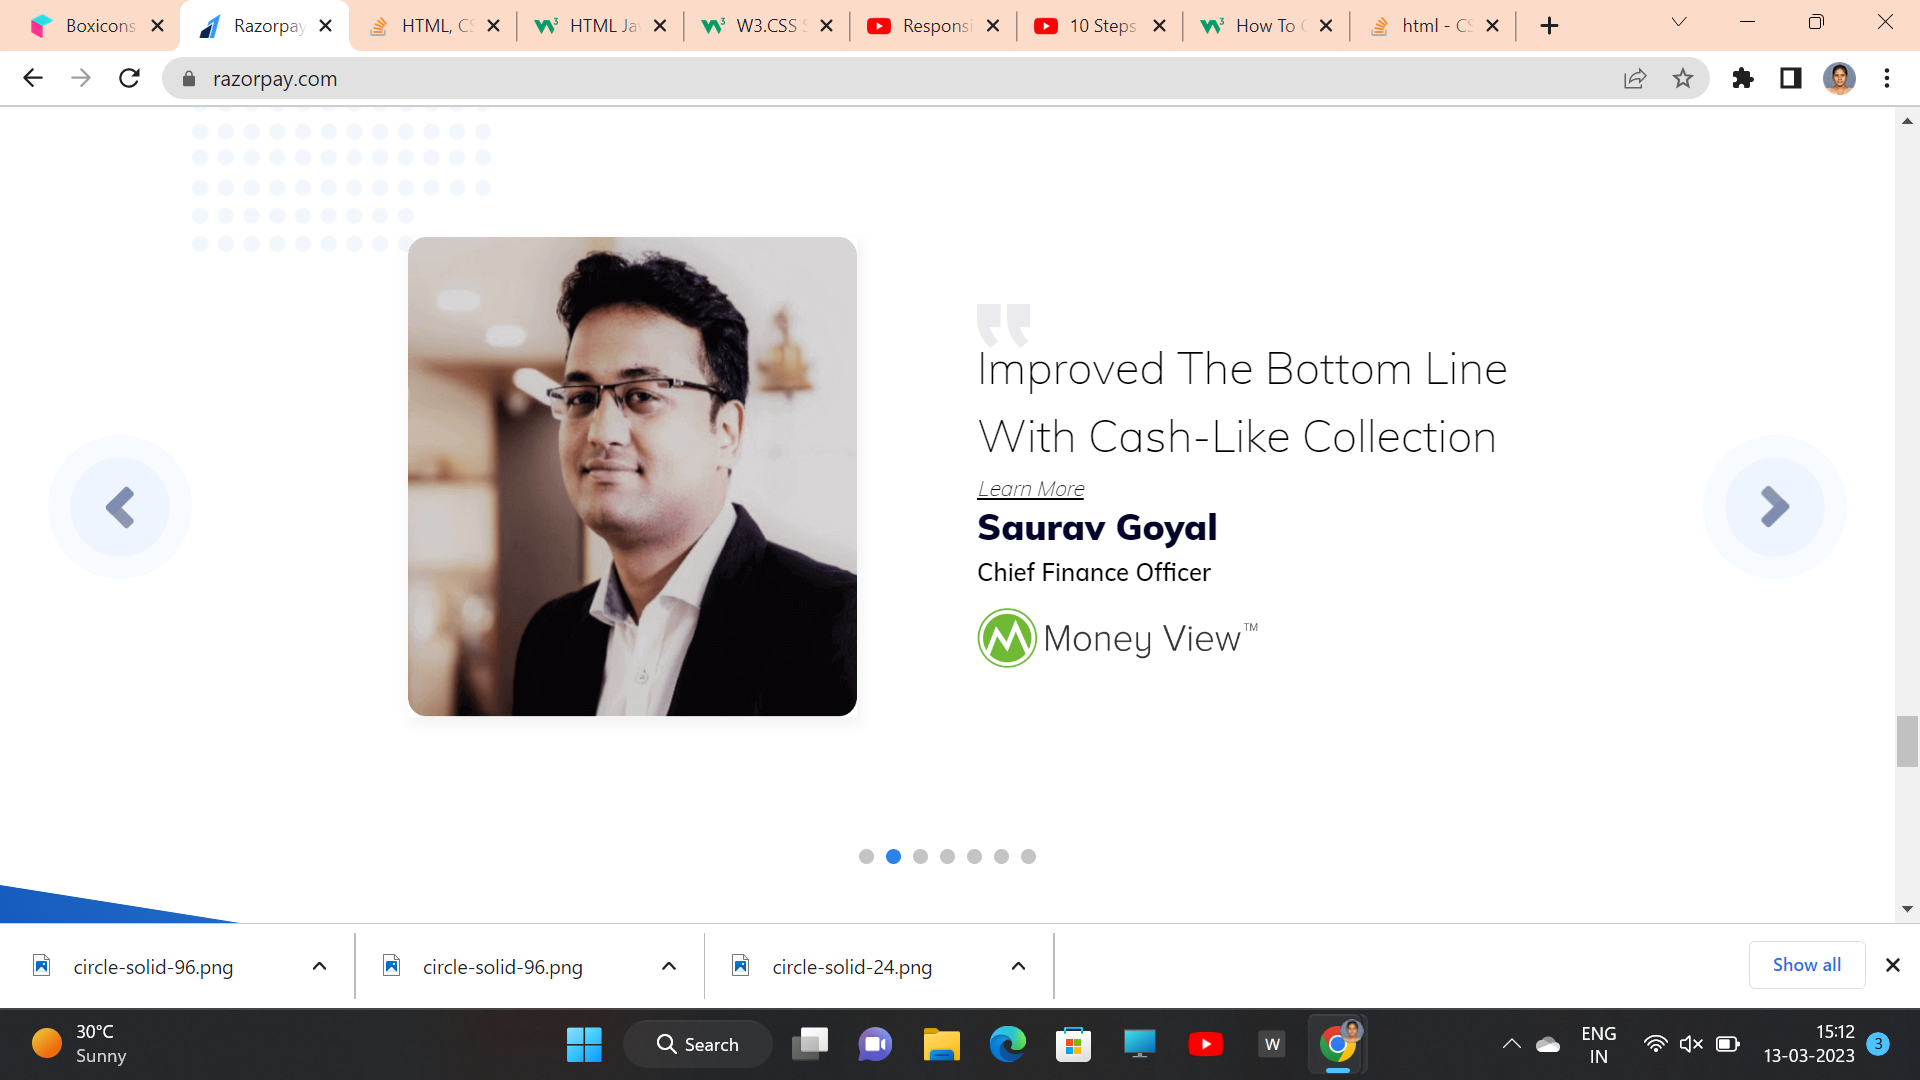 Boxicons
Razorpay
HTML, CS
HTML Jav
W3.CSS S
Responsi
10 Steps
How To C
html - CS
razorpay.com
Improved The Bottom Line
With Cash-Like Collection
Learn More
Saurav Goyal
Chief Finance Officer
Money View™
circle-solid-96.png
circle-solid-96.png
circle-solid-24.png
Show all
30°C
Sunny
Search
W
ENG
IN
15:12
13-03-2023
3